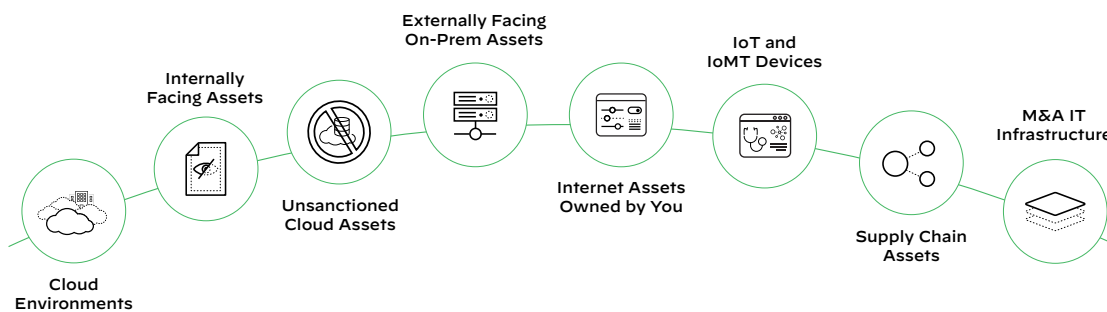 Cloud
Environments
Internally
Facing Assets
Unsanctioned
Cloud Assets
Externally Facing
On-Prem Assets
Internet Assets
Owned by You
IoT and
IoMT Devices
Supply Chain
Assets
M&A IT
Infrastructure